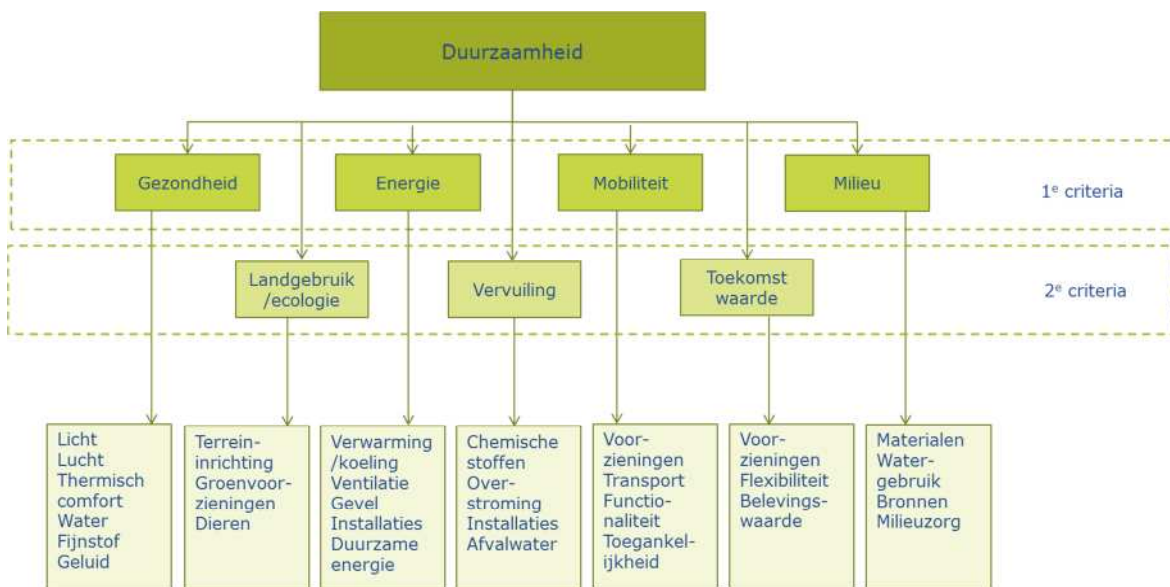 Duurzaamheid
Gezondheid
Energie
Mobiliteit
Milieu
1e criteria
Landgebruik
/ecologie
Vervuiling
Toekomst
waarde
2e criteria
Licht
Lucht
Thermisch
comfort
Water
Fijnstof
Geluid
Terrein-
inrichting
Groenvoor-
zieningen
Dieren
Verwarming
/koeling
Ventilatie
Gevel
Installaties
Duurzame
energie
Chemische
stoffen
Over-
stroming
Installaties
Afvalwater
Voor-
zieningen
Transport
Functio-
naliteit
Toegankel-
ijkheid
Voor-
zieningen
Flexibiliteit
Belevings-
waarde
Materialen
Water-
gebruik
Bronnen
Milieuzorg